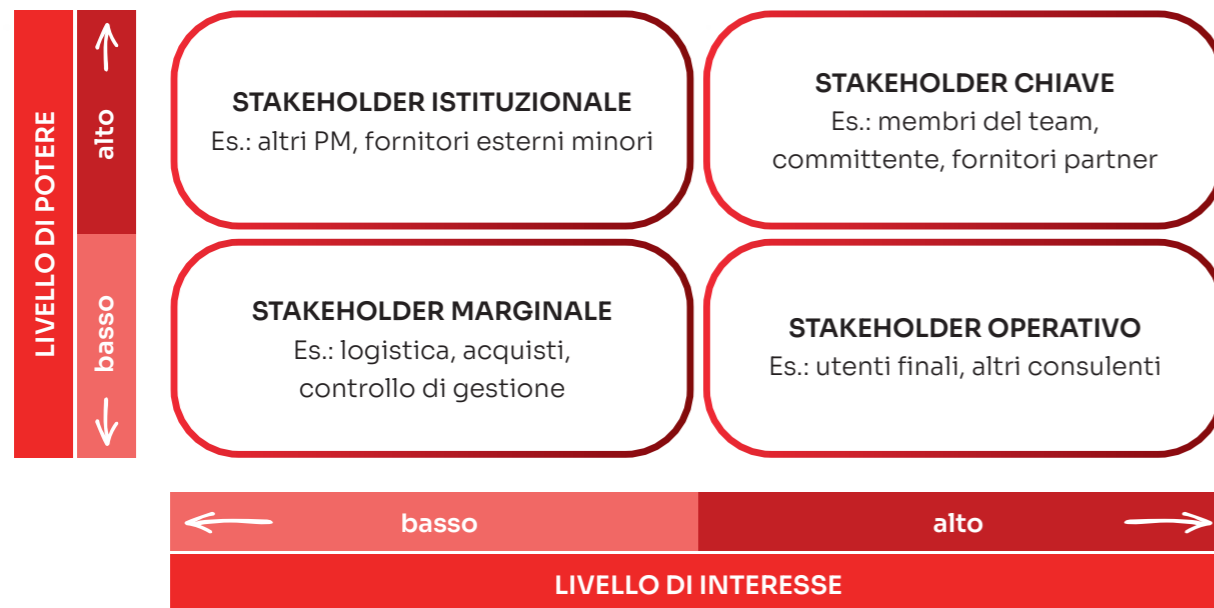 LIVELLO DI POTERE
alto
basso
STAKEHOLDER ISTITUZIONALE
Es.: altri PM, fornitori esterni minori
STAKEHOLDER CHIAVE
Es.: membri del team,
committente, fornitori partner
STAKEHOLDER MARGINALE
Es.: logistica, acquisti,
controllo di gestione
STAKEHOLDER OPERATIVO
Es.: utenti finali, altri consulenti
basso
alto
LIVELLO DI INTERESSE